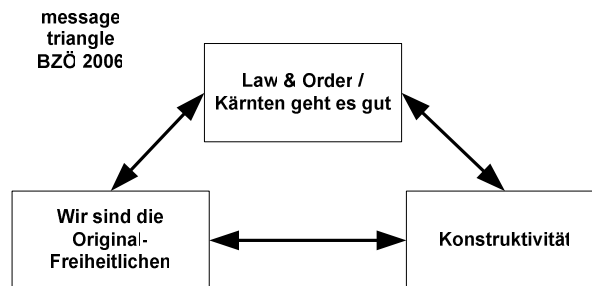 message
triangle
BZÖ 2006
Law & Order /
Kärnten geht es gut
Wir sind die
Original-
Freiheitlichen
Konstruktivität